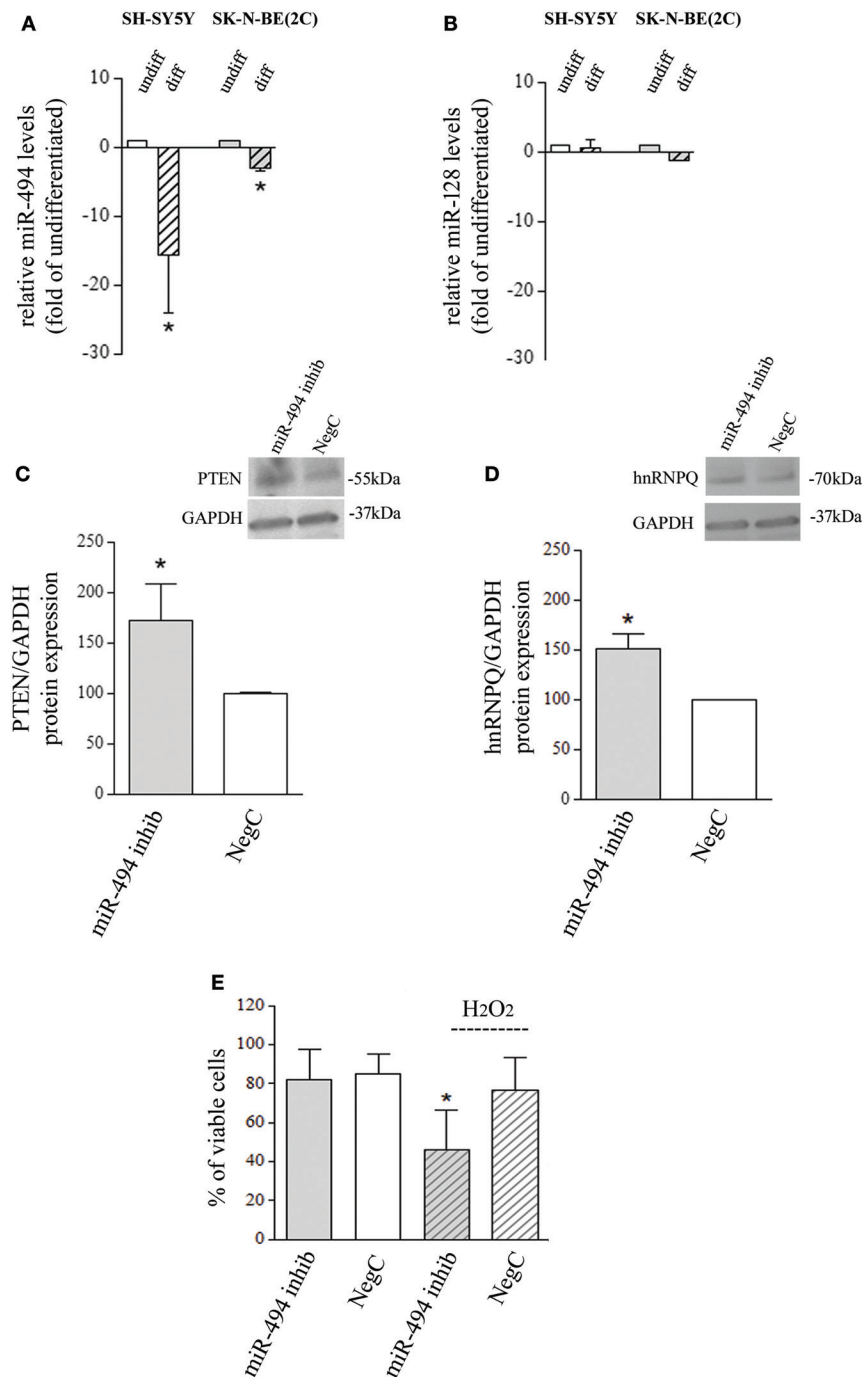 A
SH-SY5Y SK-N-BE(2C)
undiff
diff
undiff
diff
relative miR-494 levels
(fold of undifferentiated)
10
0
-10
-20
-30
*
*
B
SH-SY5Y SK-N-BE(2C)
undiff
diff
undiff
diff
relative miR-128 levels
(fold of undifferentiated)
10
0
-10
-20
-30
C
miR-494 inhib
NegC
PTEN
-55kDa
GAPDH
-37kDa
PTEN/GAPDH
protein expression
250
200
150
100
50
0
*
miR-494 inhib
NegC
D
miR-494 inhib
NegC
hnRNPQ
-70kDa
GAPDH
-37kDa
hnRNPQ/GAPDH
protein expression
250
200
150
100
50
0
*
miR-494 inhib
NegC
E
% of viable cells
120
100
80
60
40
20
0
H2O2
*
miR-494 inhib
NegC
miR-494 inhib
NegC